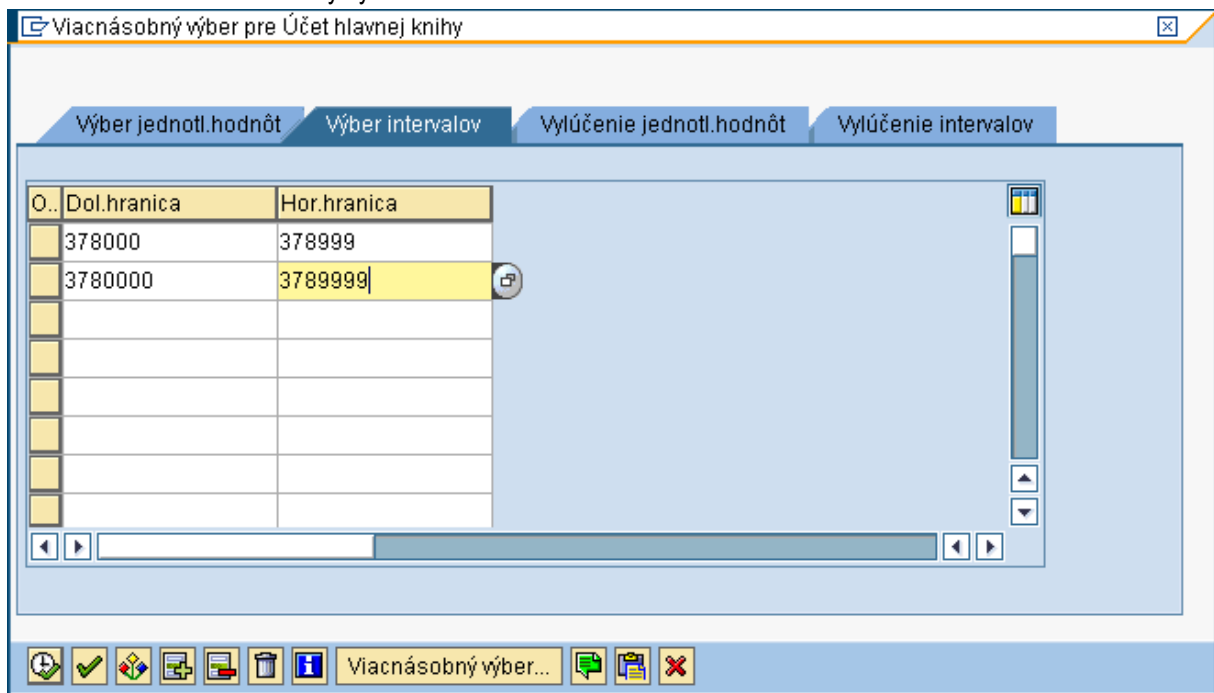 Viacnásobný výber pre Účet hlavnej knihy
Výber jednotl.hodnôt Výber intervalov Vylúčenie jednotl.hodnôt Vylúčenie intervalov
O.. Dol.hranica Hor.hranica
378000 378999
3780000 3789999
Viacnásobný výber...